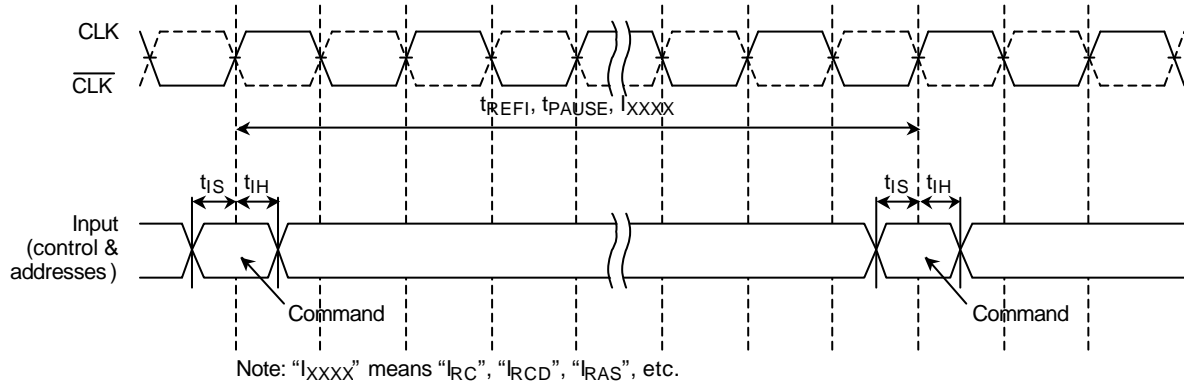 CLK
CLK
tREFI, tPAUSE, IXXXX
tIS tIH tIS tIH
Input
(control &
addresses)
Command Command
Note: “IXXXX” means “IRC”, “IRCD”, “IRAS”, etc.